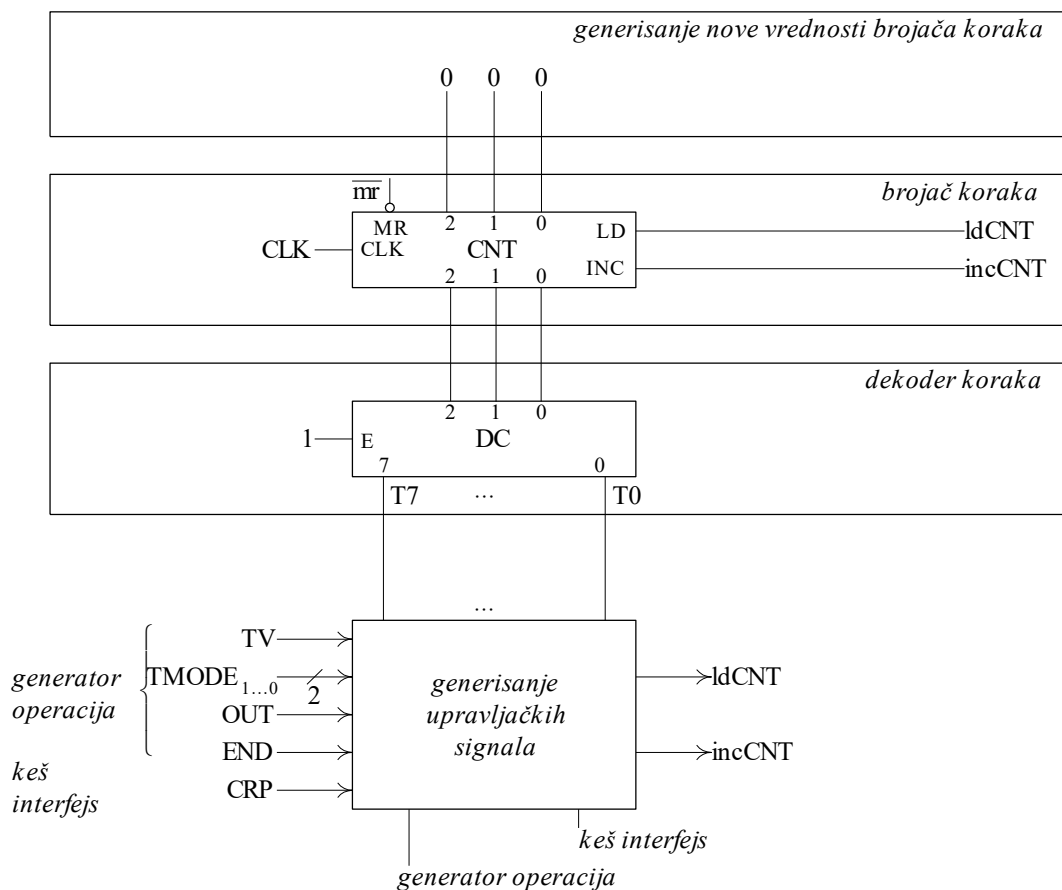 generisanje nove vrednosti brojača koraka
0 0 0
brojač koraka
mr
MR 2 1 0 LD ldCNT
CLK CLK CNT
INC incCNT
2 1 0
dekoder koraka
2 1 0
1 E DC
7 0
T7 ... T0
...
TV
TMODE 1...0 2
OUT
END
CRP
generator
operacija
keš
interfejs
generisanje
upravljačkih
signala
ldCNT
incCNT
keš interfejs
generator operacija